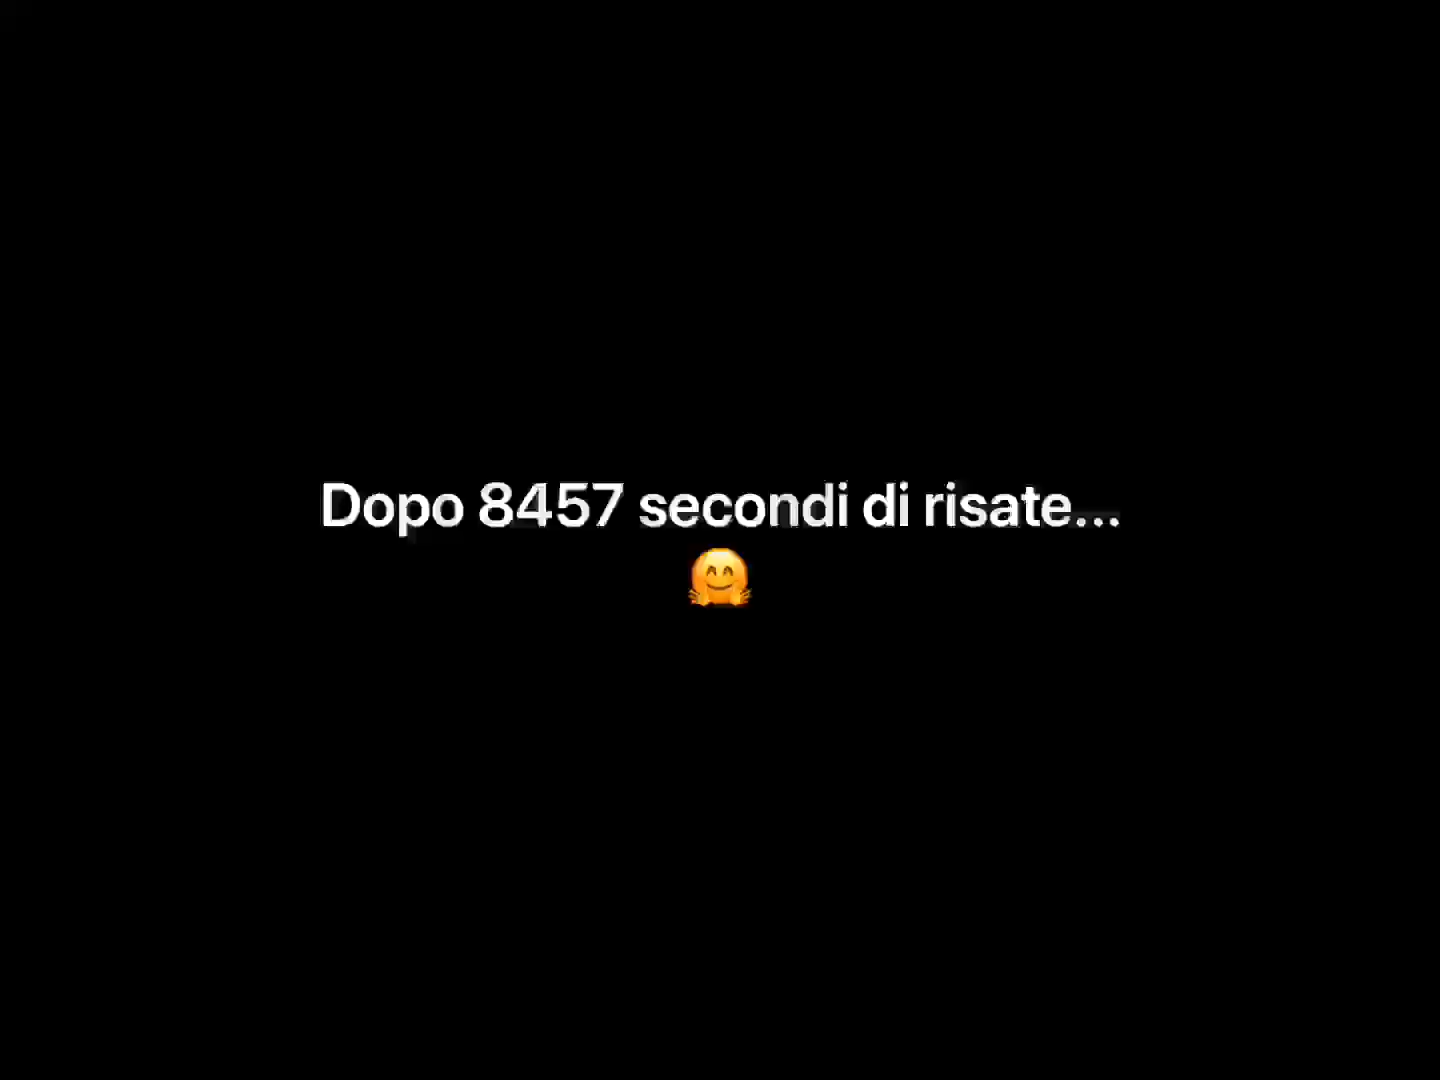 Dopo 8457 secondi di risate...
🤗